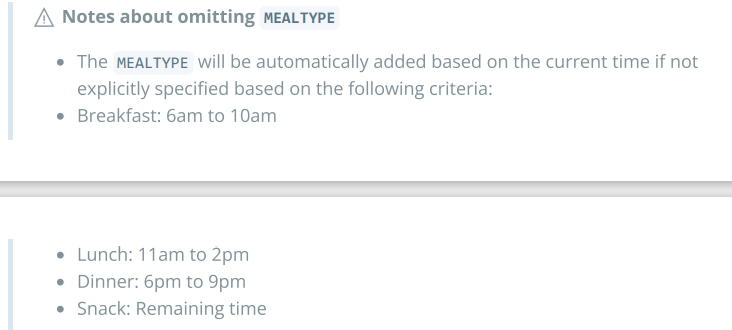 Notes about omitting MEALTYPE
The MEALTYPE will be automatically added based on the current time if not
explicitly specified based on the following criteria:
Breakfast: 6am to 10am
Lunch: 11am to 2pm
Dinner: 6pm to 9pm
Snack: Remaining time